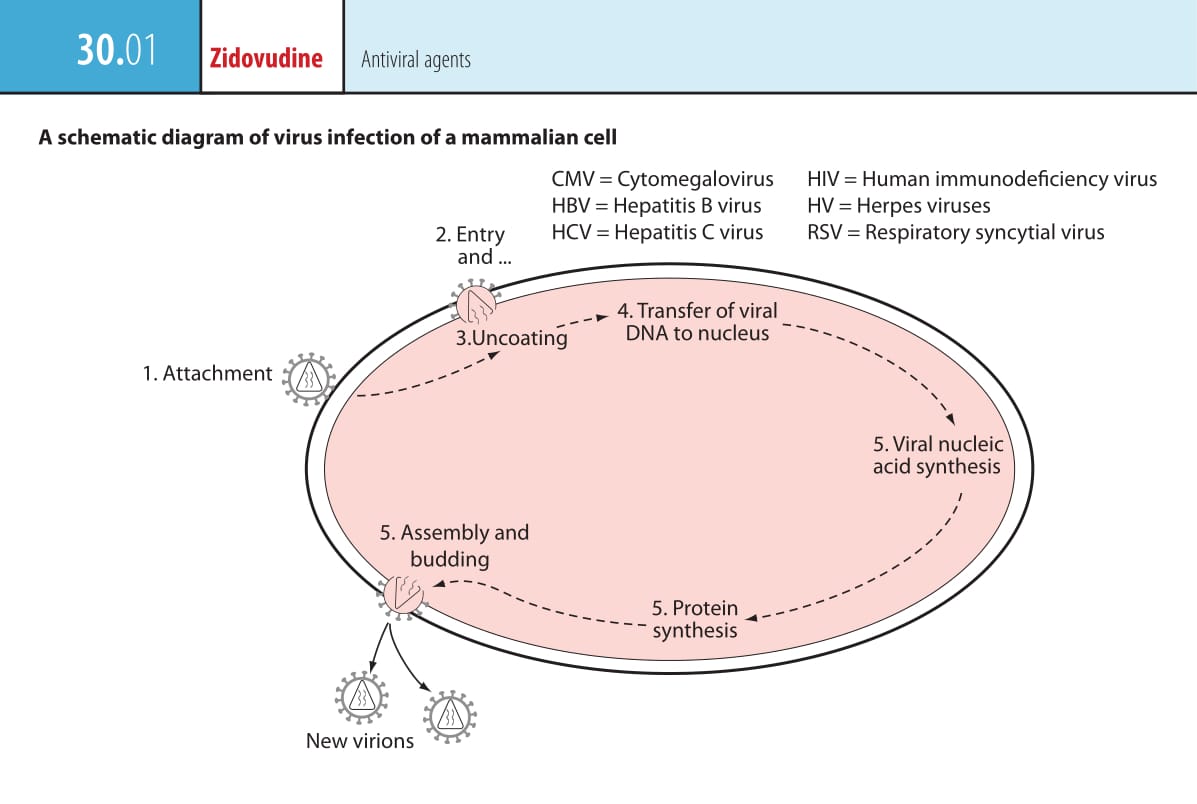 30.01
Zidovudine
Antiviral agents
A schematic diagram of virus infection of a mammalian cell
CMV = Cytomegalovirus
HBV = Hepatitis B virus
HCV = Hepatitis C virus
HIV = Human immunodeficiency virus
HV = Herpes viruses
RSV = Respiratory syncytial virus
1. Attachment
2. Entry
and ...
3.Uncoating
4. Transfer of viral
DNA to nucleus
5. Viral nucleic
acid synthesis
5. Protein
synthesis
5. Assembly and
budding
New virions